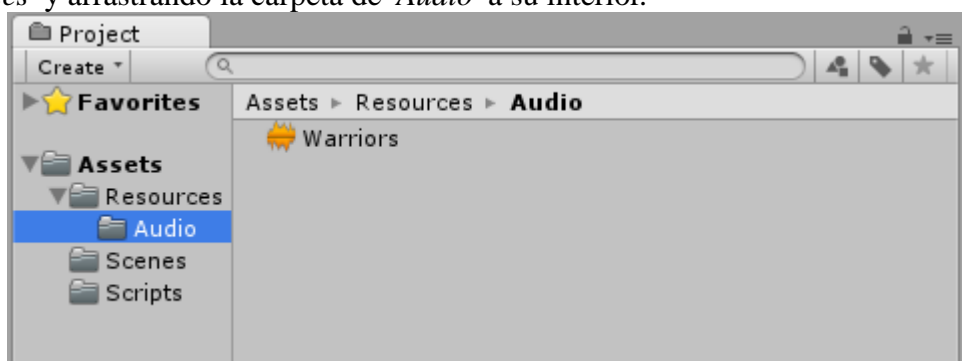 es’ y arrastrando la carpeta de ‘Audio’ a su interior.
Project
Create
Favorites
Assets
Resources
Audio
Scenes
Scripts
Assets ▸ Resources ▸ Audio
Warriors